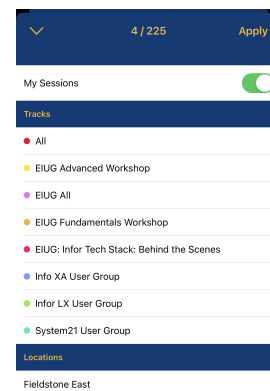 4 / 225
Apply
My Sessions
Tracks
All
EIUG Advanced Workshop
EIUG All
EIUG Fundamentals Workshop
EIUG: Infor Tech Stack: Behind the Scenes
Info XA User Group
Infor LX User Group
System21 User Group
Locations
Fieldstone East